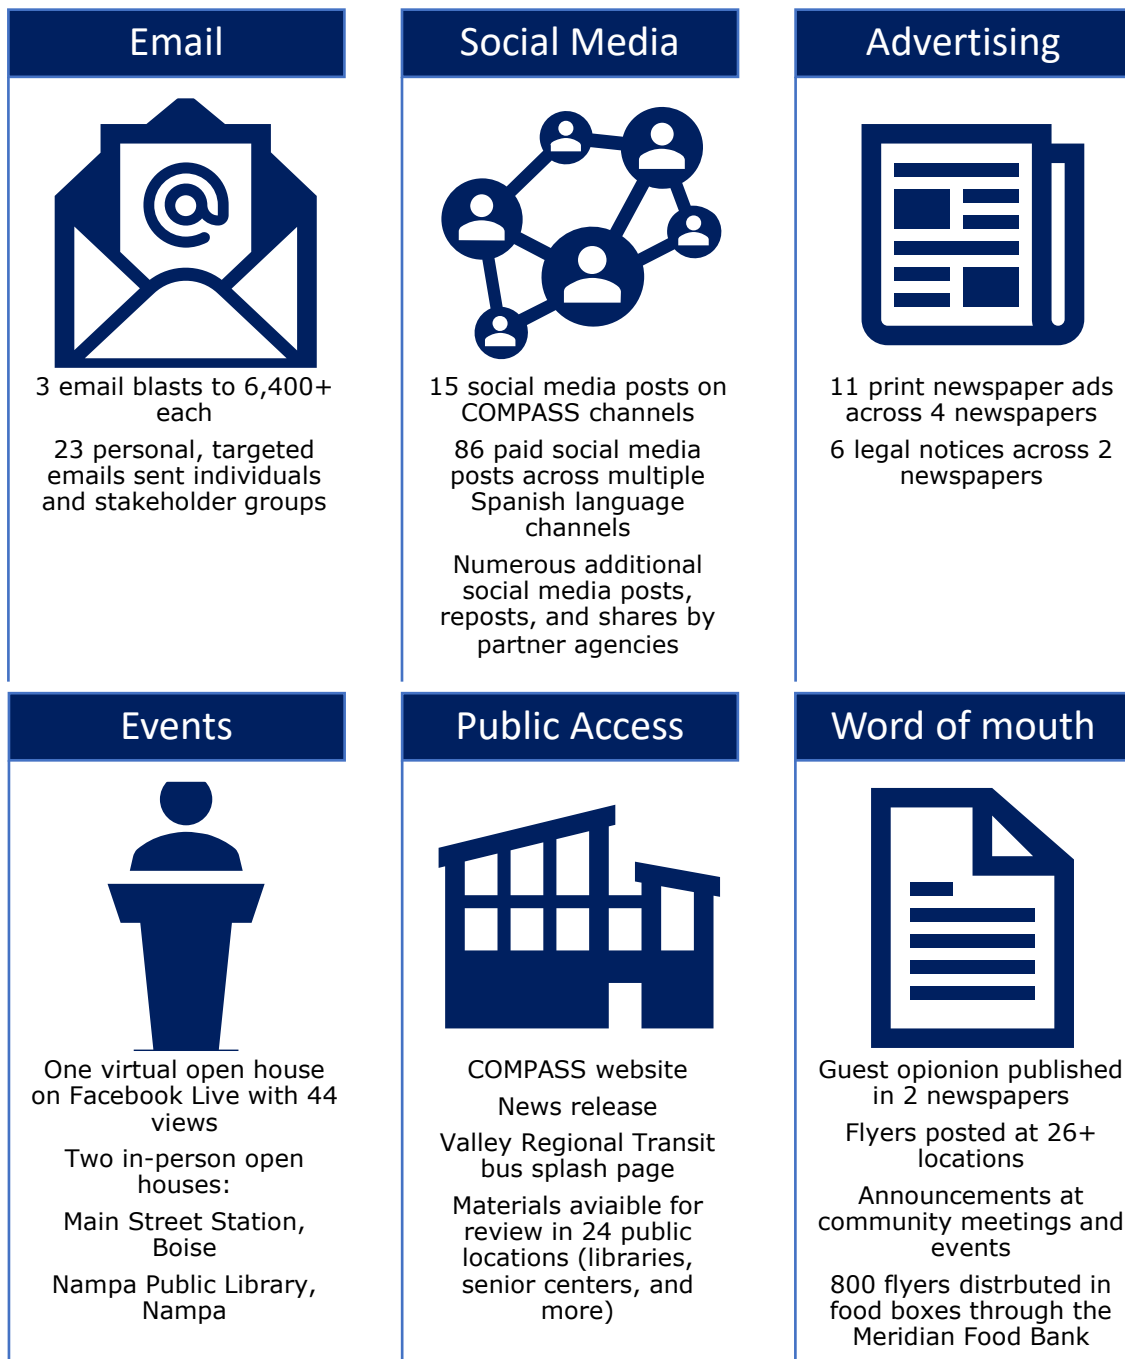 Email
3 email blasts to 6,400+
each
23 personal, targeted
emails sent individuals
and stakeholder groups
Social Media
15 social media posts on
COMPASS channels
86 paid social media
posts across multiple
Spanish language
channels
Numerous additional
social media posts,
reposts, and shares by
partner agencies
Advertising
11 print newspaper ads
across 4 newspapers
6 legal notices across 2
newspapers
Events
One virtual open house
on Facebook Live with 44
views
Two in-person open
houses:
Main Street Station,
Boise
Nampa Public Library,
Nampa
Public Access
COMPASS website
News release
Valley Regional Transit
bus splash page
Materials aviaible for
review in 24 public
locations (libraries,
senior centers, and
more)
Word of mouth
Guest opionion published
in 2 newspapers
Flyers posted at 26+
locations
Announcements at
community meetings and
events
800 flyers distrbuted in
food boxes through the
Meridian Food Bank